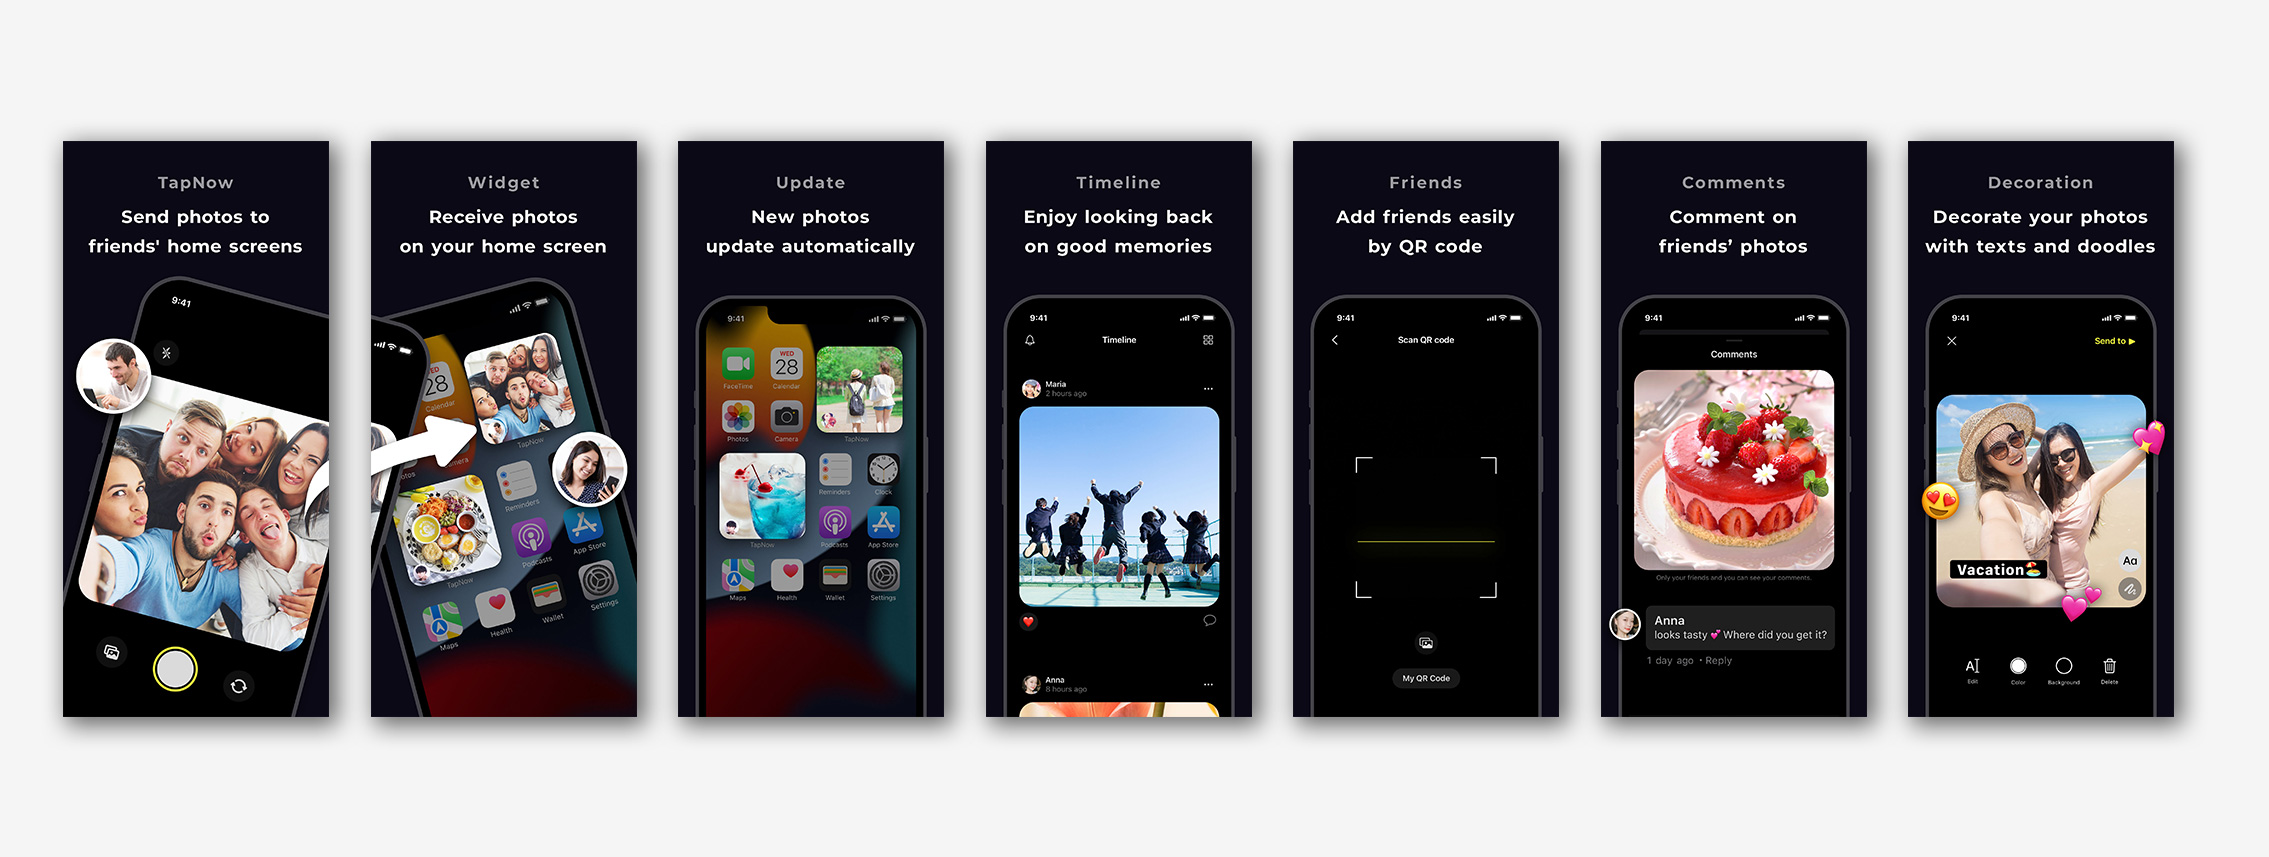 TapNow
Send photos to
friends' home screens
9:41
Widget
Receive photos
on your home screen
28
Calendar
TapNow
Reminders
TapNow
Podcasts
App Store
Maps
Health
Wallet
Settings
Update
New photos
update automatically
9:41
WED
28
FaceTime
Calendar
Photos
Camera
TapNow
TapNow
Reminders
Clock
Podcasts
App Store
Maps
Health
Wallet
Settings
Timeline
Enjoy looking back
on good memories
9:41
Timeline
Maria
2 hours ago
Anna
8 hours ago
Friends
Add friends easily
by QR code
9:41
Scan QR code
My QR Code
Comments
Comment on
friends’ photos
9:41
Comments
Only your friends and you can see your comments.
Anna
looks tasy 💕 Where did you get it?
1 day ago • Reply
Decoration
Decorate your photos
with texts and doodles
9:41
Send to ▶
Vacation🏖️
Aa
Edit
Color
Background
Delete